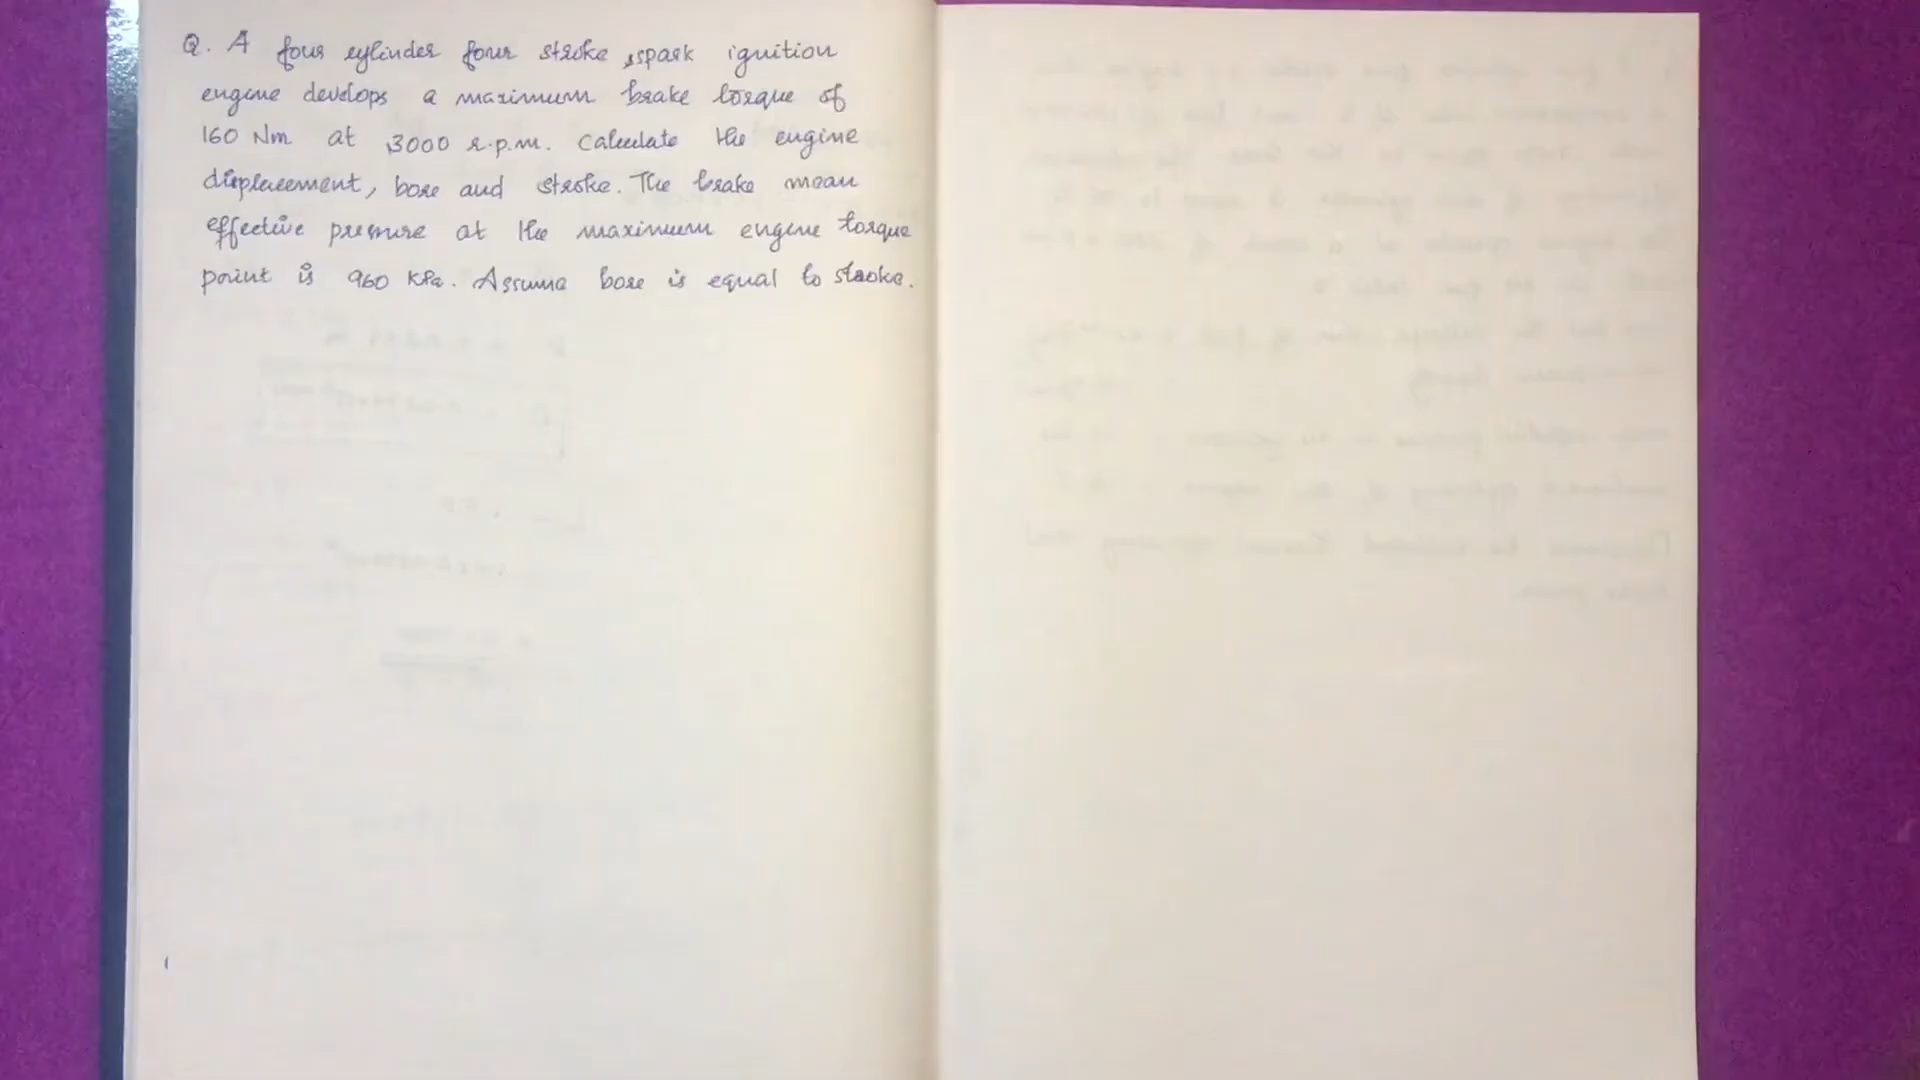 Q. A four cylinder four stroke, spark ignition
engine develops a maximum brake torque of
160 Nm at 3000 r.p.m. Calculate the engine
displacement, bore and stroke. The brake mean
effective pressure at the maximum engine torque
point is 960 KPa. Assume bore is equal to stroke.